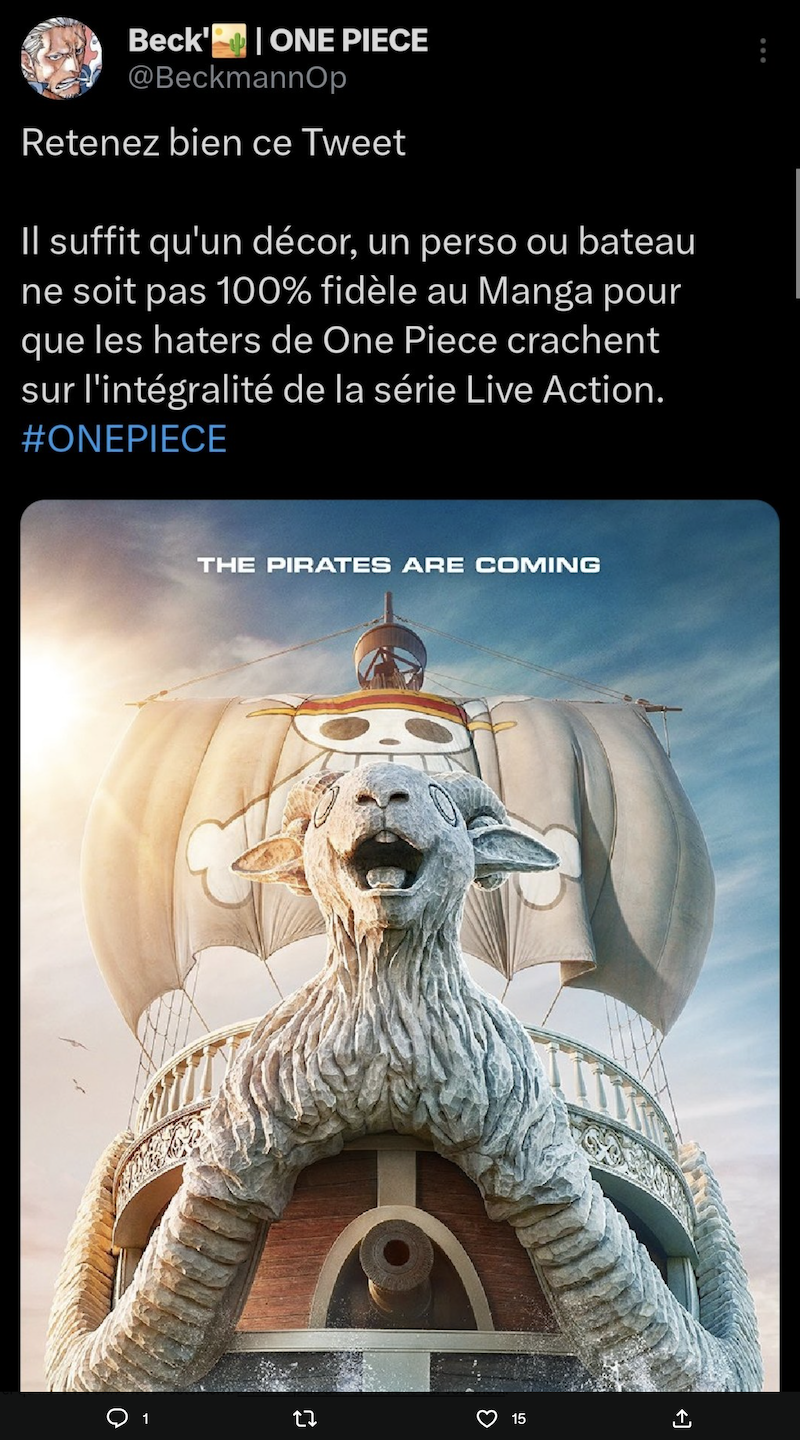 Beck'🏜️ | ONE PIECE
@BeckmannOp
Retenez bien ce Tweet
Il suffit qu'un décor, un perso ou bateau
ne soit pas 100% fidèle au Manga pour
que les haters de One Piece crachent
sur l'intégralité de la série Live Action.
#ONEPIECE
THE PIRATES ARE COMING
1
15